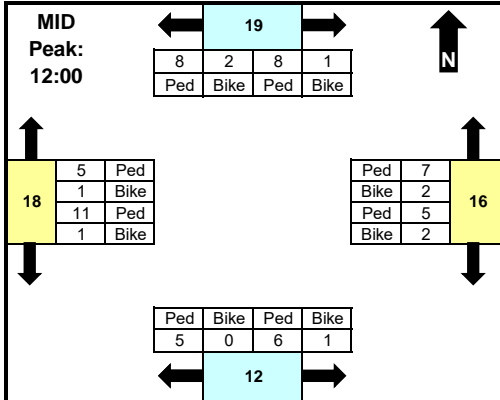 MID
Peak:
12:00
19
N
8 2 8 1
Ped Bike Ped Bike
18
5 Ped
1 Bike
11 Ped
1 Bike
Ped 7
Bike 2
Ped 5
Bike 2
16
Ped Bike Ped Bike
5 0 6 1
12